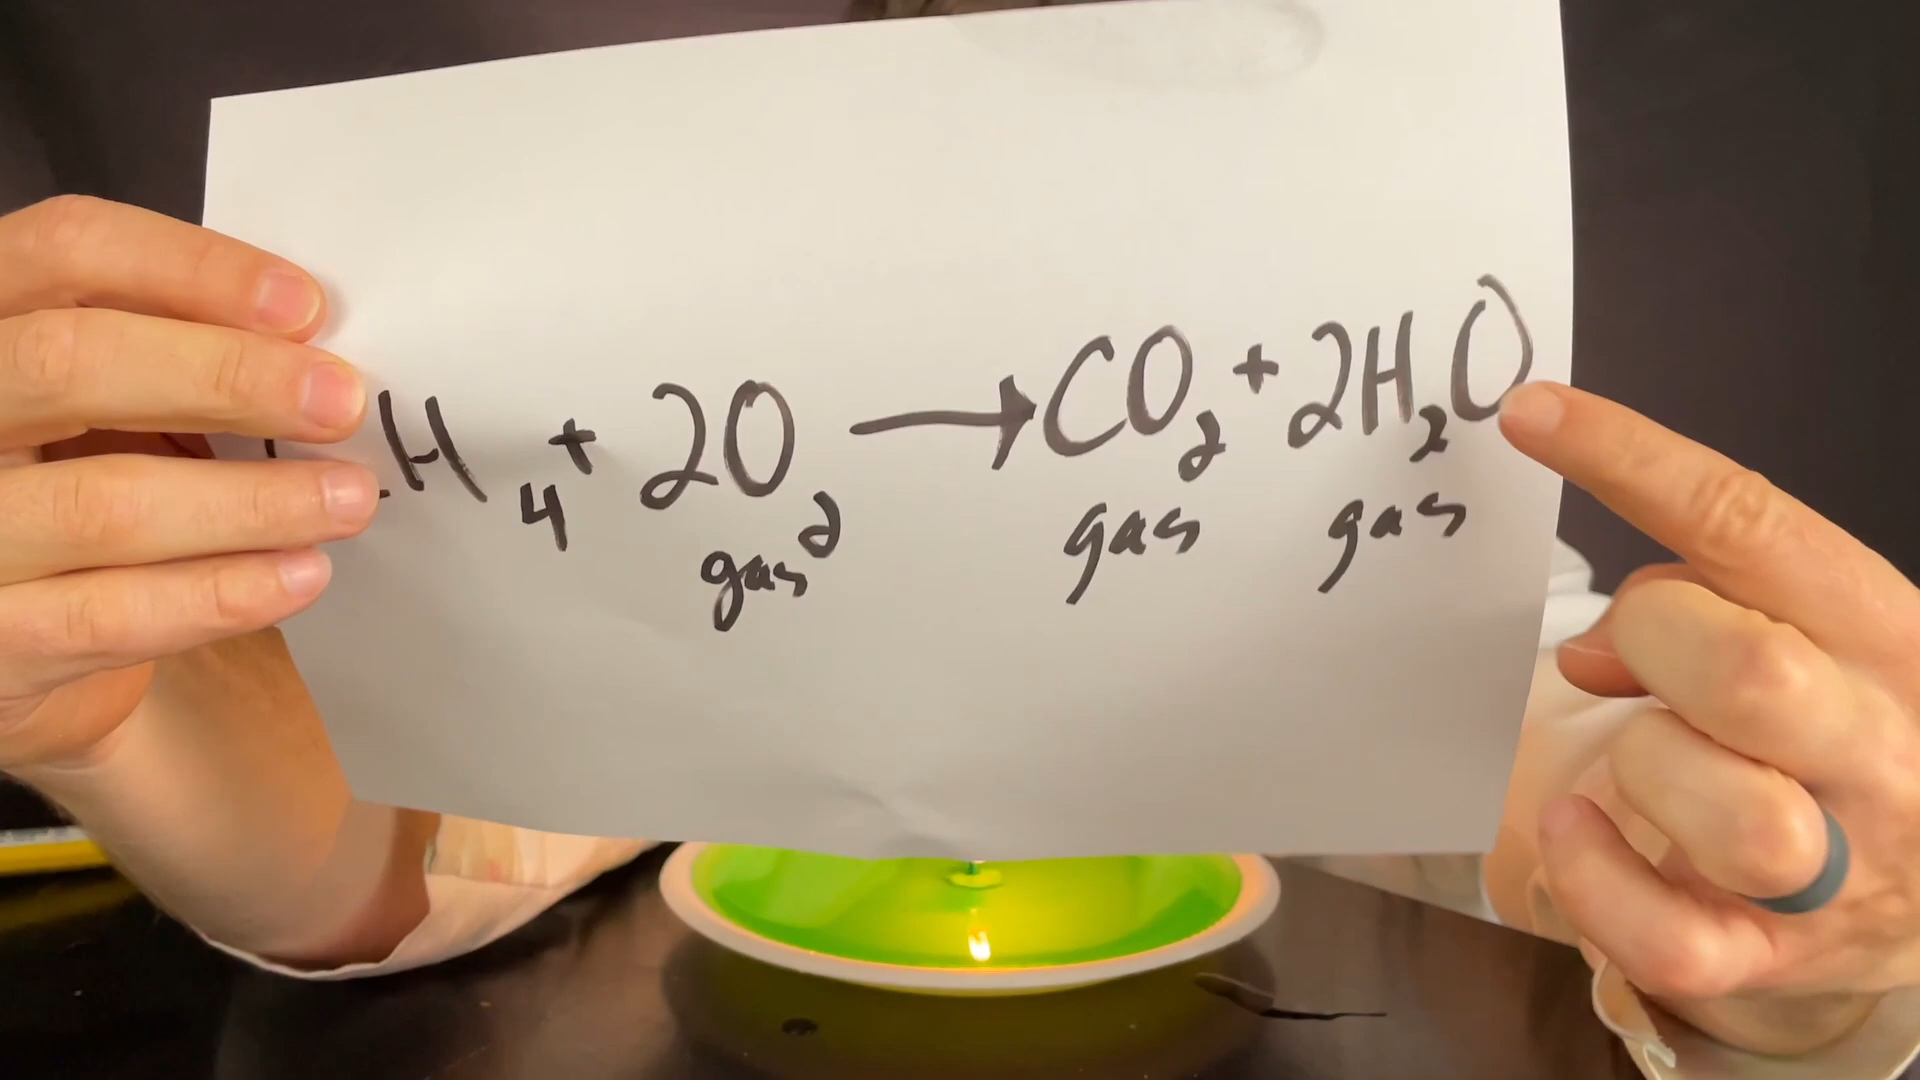 H₄ + 2O₂ → CO₂ + 2H₂O
gas gas gas